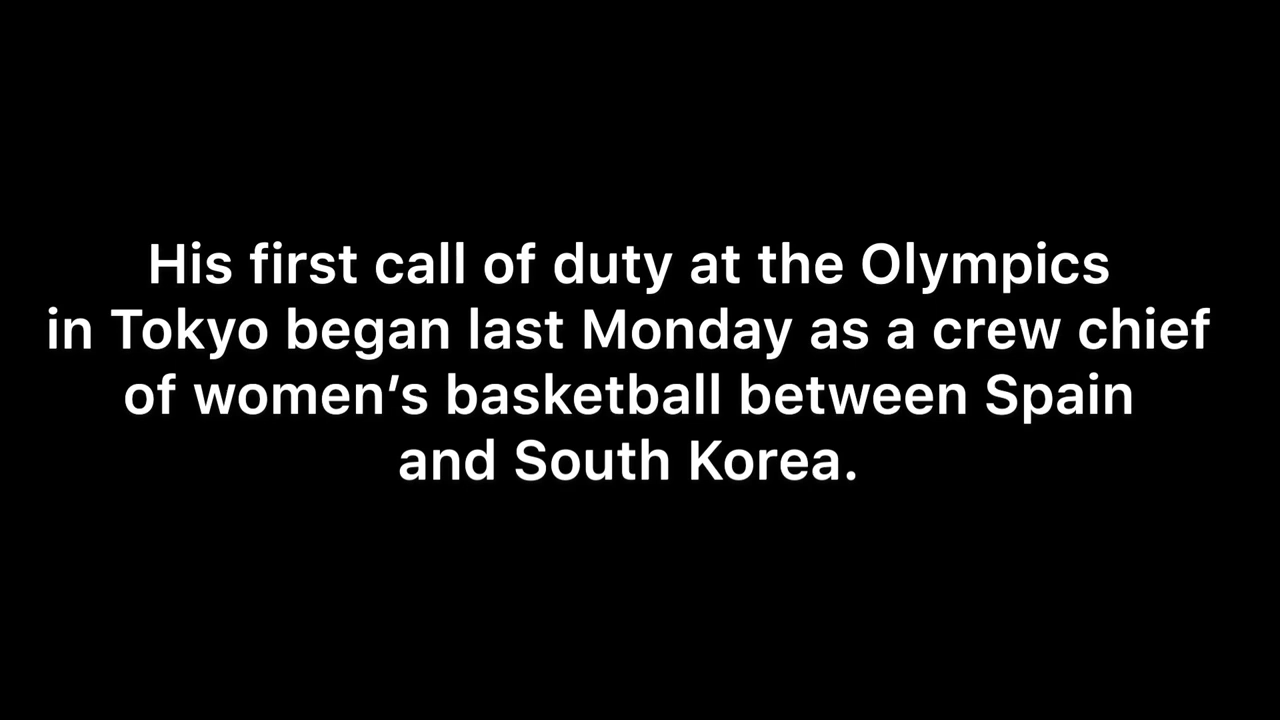 His first call of duty at the Olympics
in Tokyo began last Monday as a crew chief
of women’s basketball between Spain
and South Korea.